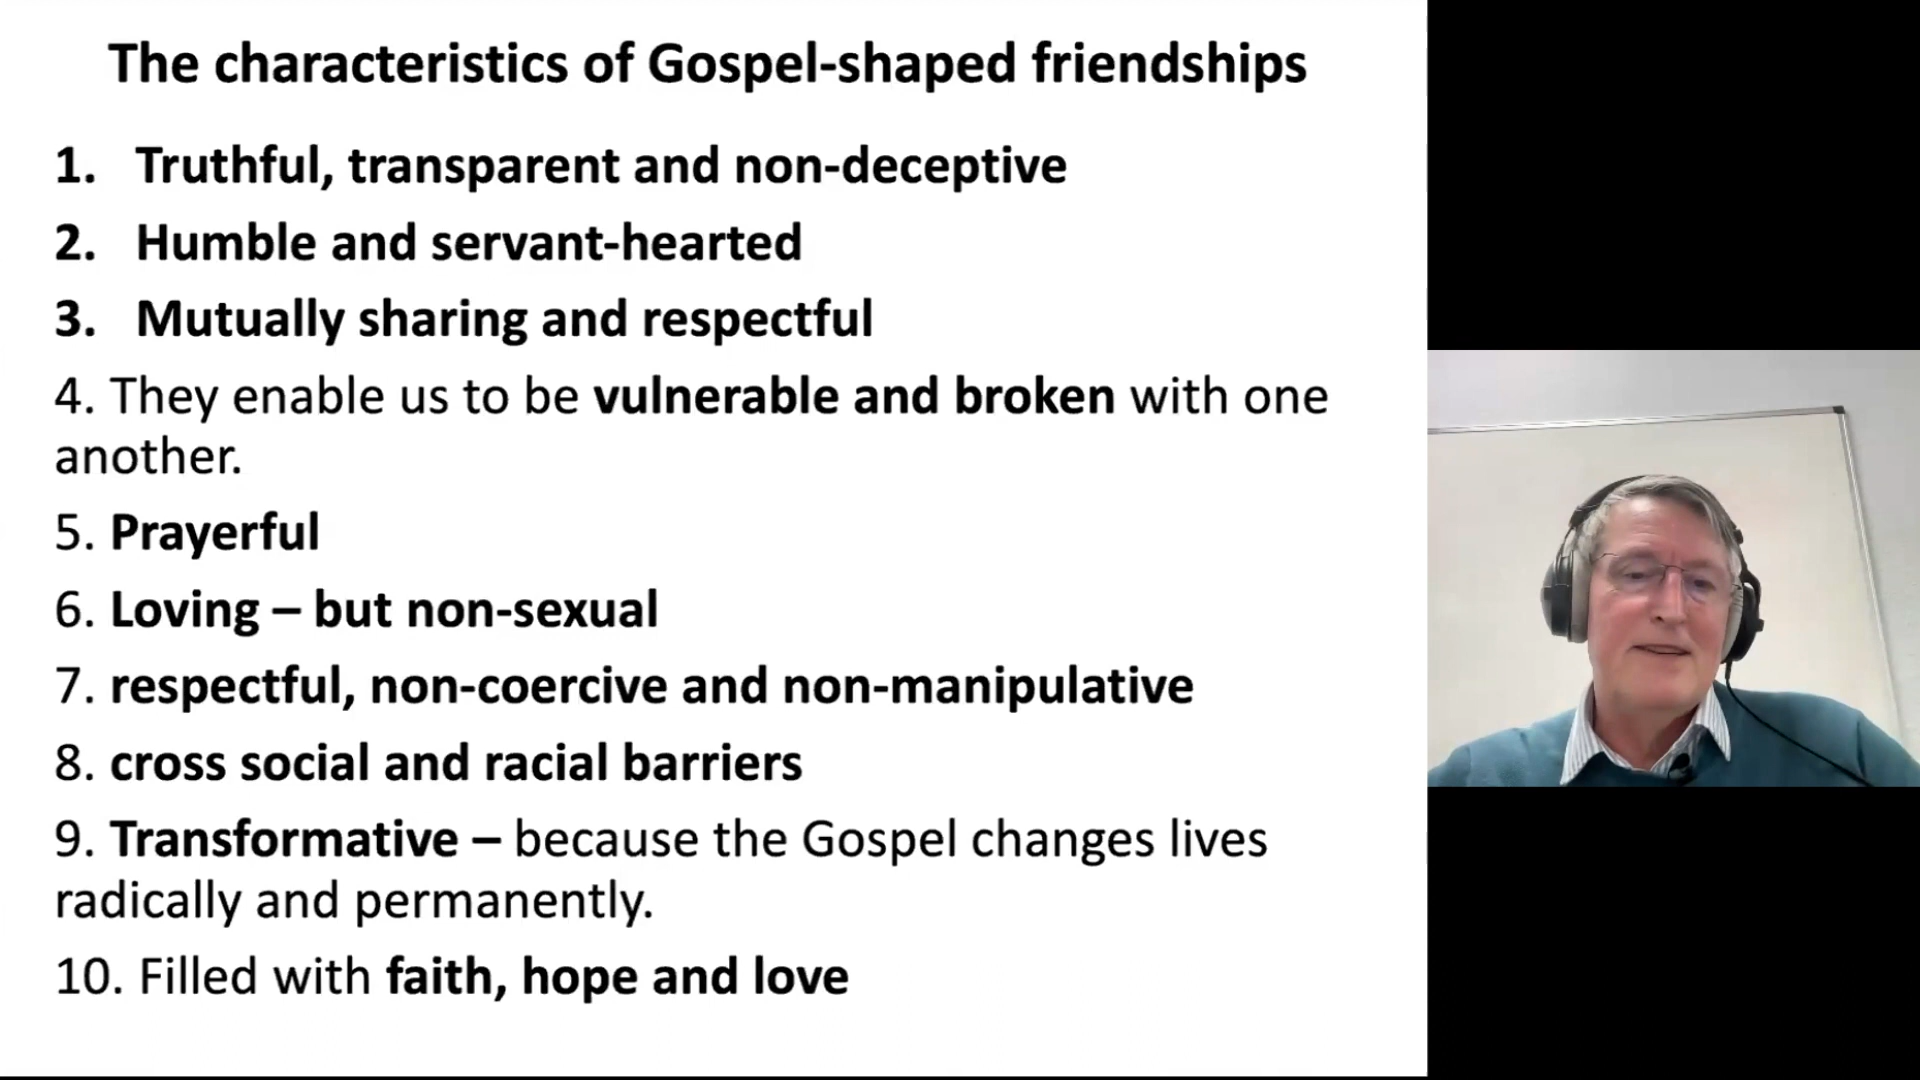 The characteristics of Gospel-shaped friendships
1. Truthful, transparent and non-deceptive
2. Humble and servant-hearted
3. Mutually sharing and respectful
4. They enable us to be vulnerable and broken with one
another.
5. Prayerful
6. Loving – but non-sexual
7. respectful, non-coercive and non-manipulative
8. cross social and racial barriers
9. Transformative – because the Gospel changes lives
radically and permanently.
10. Filled with faith, hope and love